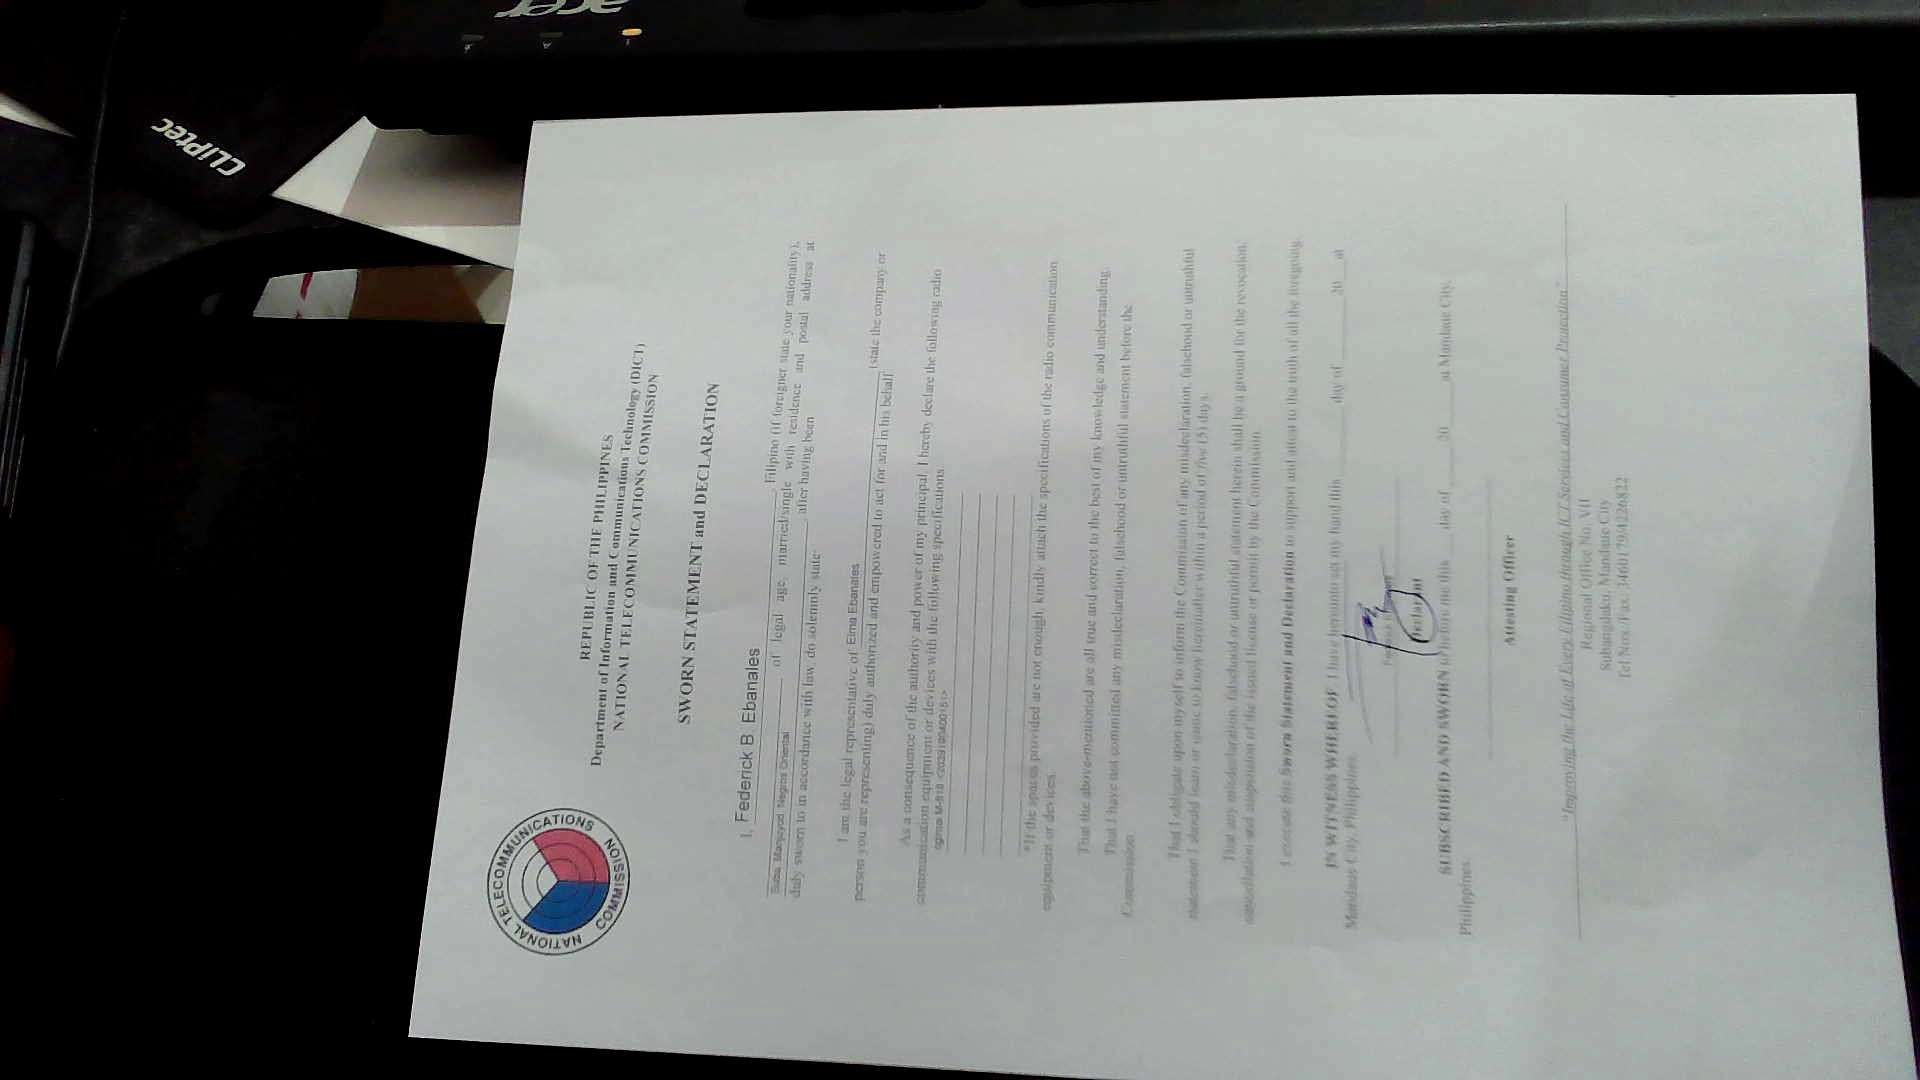 acer
CLiPtec
NATIONAL TELECOMMUNICATIONS COMMISSION
REPUBLIC OF THE PHILIPPINES
Department of Information and Communications Technology (DICT)
NATIONAL TELECOMMUNICATIONS COMMISSION
SWORN STATEMENT and DECLARATION
I, Federick B. Ebanales, Filipino (if foreigner state your nationality),
of legal age, married/single with residence and postal address at
Manjuyod Negros Oriental, after having been
duly sworn to in accordance with law, do solemnly state:
I am the legal representative of Elma Ebanales (state the company or
person you are representing) duly authorized and empowered to act for and in his behalf
As a consequence of the authority and power of my principal, I hereby declare the following radio
communication equipment or devices with the following specifications
*If the spaces provided are not enough, kindly attach the specifications of the radio communication
equipment or devices.
That the above-mentioned are all true and correct to the best of my knowledge and understanding.
That I have not committed any misdeclaration, falsehood or untruthful statement before the
Commission.
That I obligate upon myself to inform the Commission of any misdeclaration, falsehood or untruthful
statement I should learn or came to know hereinafter within a period of five (5) days.
That any misdeclaration, falsehood or untruthful statement herein shall be a ground for the revocation,
cancellation and suspension of the issued license or permit by the Commission.
I execute this Sworn Statement and Declaration to support and attest to the truth of all the foregoing.
IN WITNESS WHEREOF, I have hereunto set my hand this day of 20 at
Mandaue City, Philippines.
Declarant
SUBSCRIBED AND SWORN to before me this day of 20 at Mandaue City,
Philippines.
Attesting Officer
"Improving the Life of Every Filipino through ICT Services and Consumer Protection"
Regional Office No. VII
Subangdaku, Mandaue City
Tel Nos./Fax.: 3460179/4226822